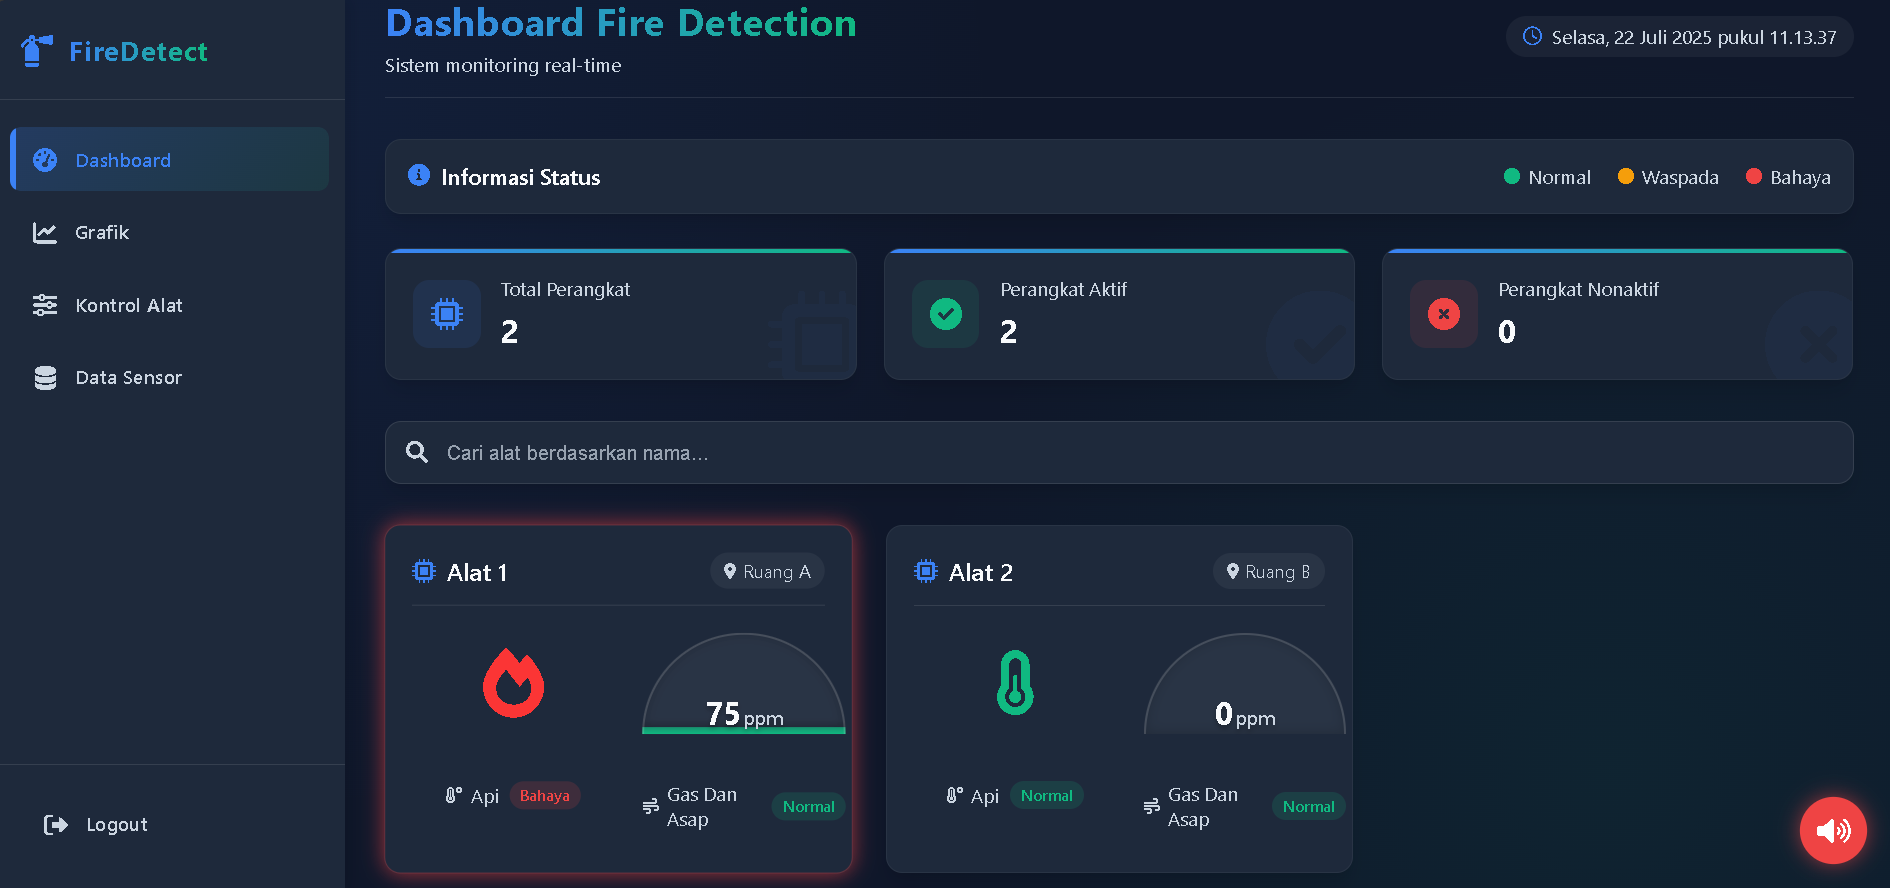 FireDetect
Dashboard
Grafik
Kontrol Alat
Data Sensor
Logout
Dashboard Fire Detection
Sistem monitoring real-time
Selasa, 22 Juli 2025 pukul 11.13.37
Informasi Status
Normal
Waspada
Bahaya
Total Perangkat
2
Perangkat Aktif
2
Perangkat Nonaktif
0
Cari alat berdasarkan nama...
Alat 1
Ruang A
75 ppm
Api
Bahaya
Gas Dan
Asap
Normal
Alat 2
Ruang B
0 ppm
Api
Normal
Gas Dan
Asap
Normal